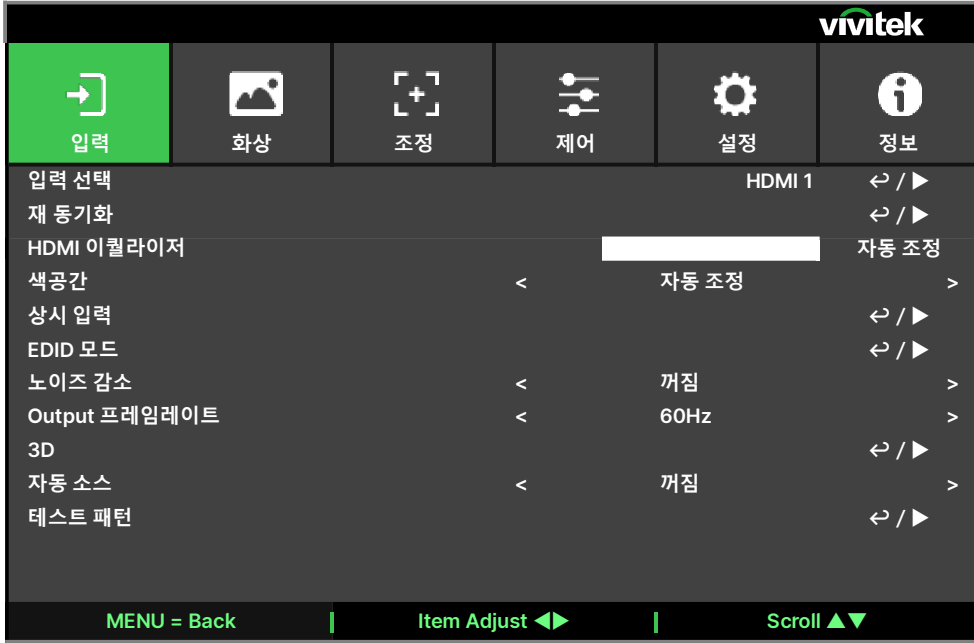 vivitek
입력 화상 조정 제어 설정 정보
입력 선택 HDMI 1 /
재 동기화 /
HDMI 이퀄라이저 자동 조정
색공간 < 자동 조정 >
상시 입력 /
EDID 모드 /
노이즈 감소 < 꺼짐 >
Output 프레임레이트 < 60Hz >
3D /
자동 소스 < 꺼짐 >
테스트 패턴 /
MENU = Back Item Adjust ◀▶ Scroll ▲▼